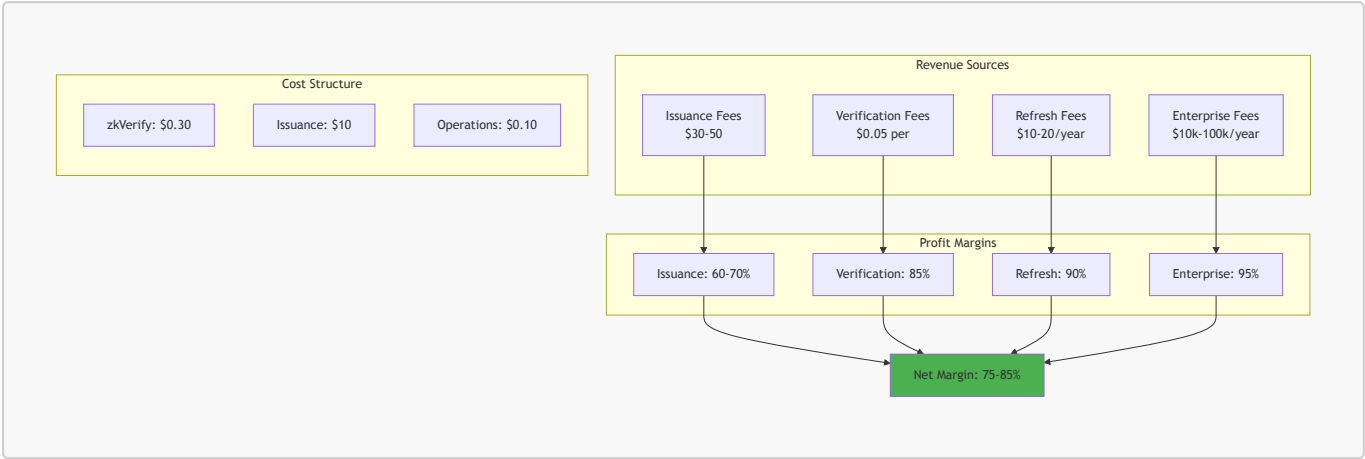 Cost Structure
zkVerify: $0.30
Issuance: $10
Operations: $0.10
Revenue Sources
Issuance Fees
$30-50
Verification Fees
$0.05 per
Refresh Fees
$10-20/year
Enterprise Fees
$10k-100k/year
Profit Margins
Issuance: 60-70%
Verification: 85%
Refresh: 90%
Enterprise: 95%
Net Margin: 75-85%